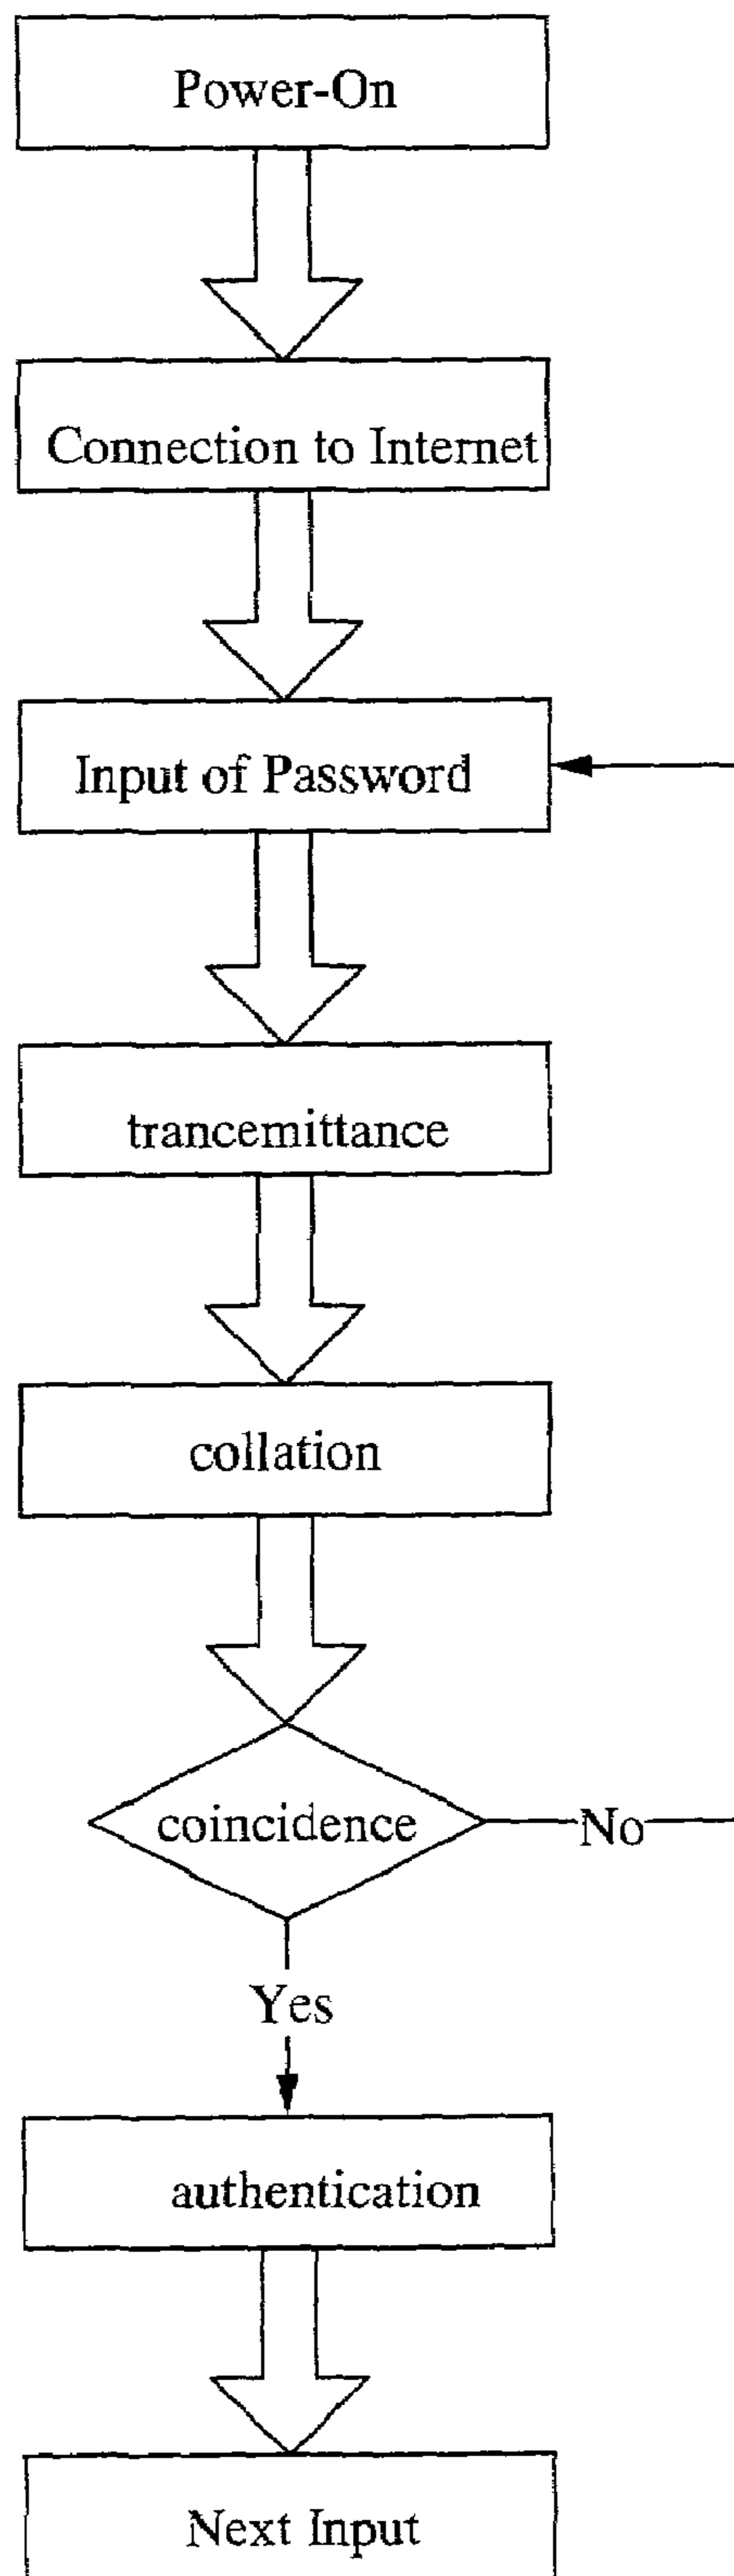 Power-On
Connection to Internet
Input of Password
trancemittance
collation
coincidence
No
Yes
authentication
Next Input